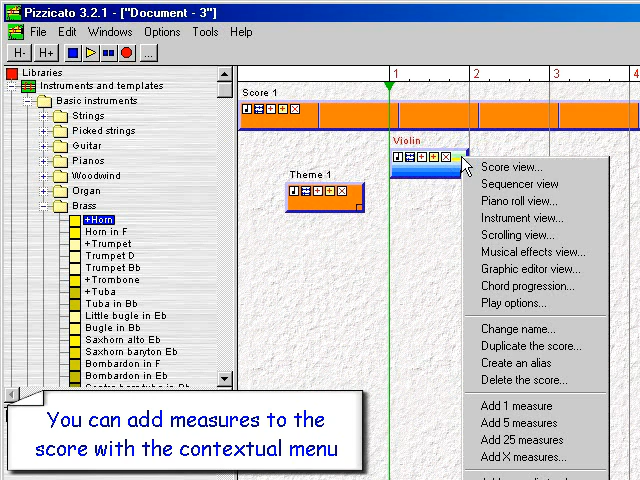 Pizzicato 3.2.1 - ["Document - 3"]
File Edit Windows Options Tools Help
H- H+ ...
Libraries
Instruments and templates
Basic instruments
Strings
Picked strings
Guitar
Pianos
Woodwind
Organ
Brass
+Horn
Horn in F
+Trumpet
Trumpet D
Trumpet Bb
+Trombone
+Tuba
Tuba in Bb
Little bugle in Eb
Bugle in Bb
Saxhorn alto Eb
Saxhorn baryton Eb
Bombardon in F
Bombardon in Eb
1 2 3 4
Score 1
Violin
Theme 1
Score view...
Sequencer view
Piano roll view...
Instrument view...
Scrolling view...
Musical effects view...
Graphic editor view...
Chord progression...
Play options...
Change name...
Duplicate the score...
Create an alias
Delete the score...
Add 1 measure
Add 5 measures
Add 25 measures
Add X measures...
You can add measures to the
score with the contextual menu